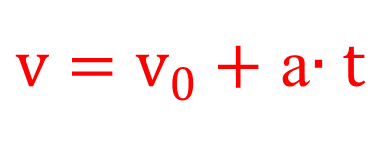 v = v₀ + a· t